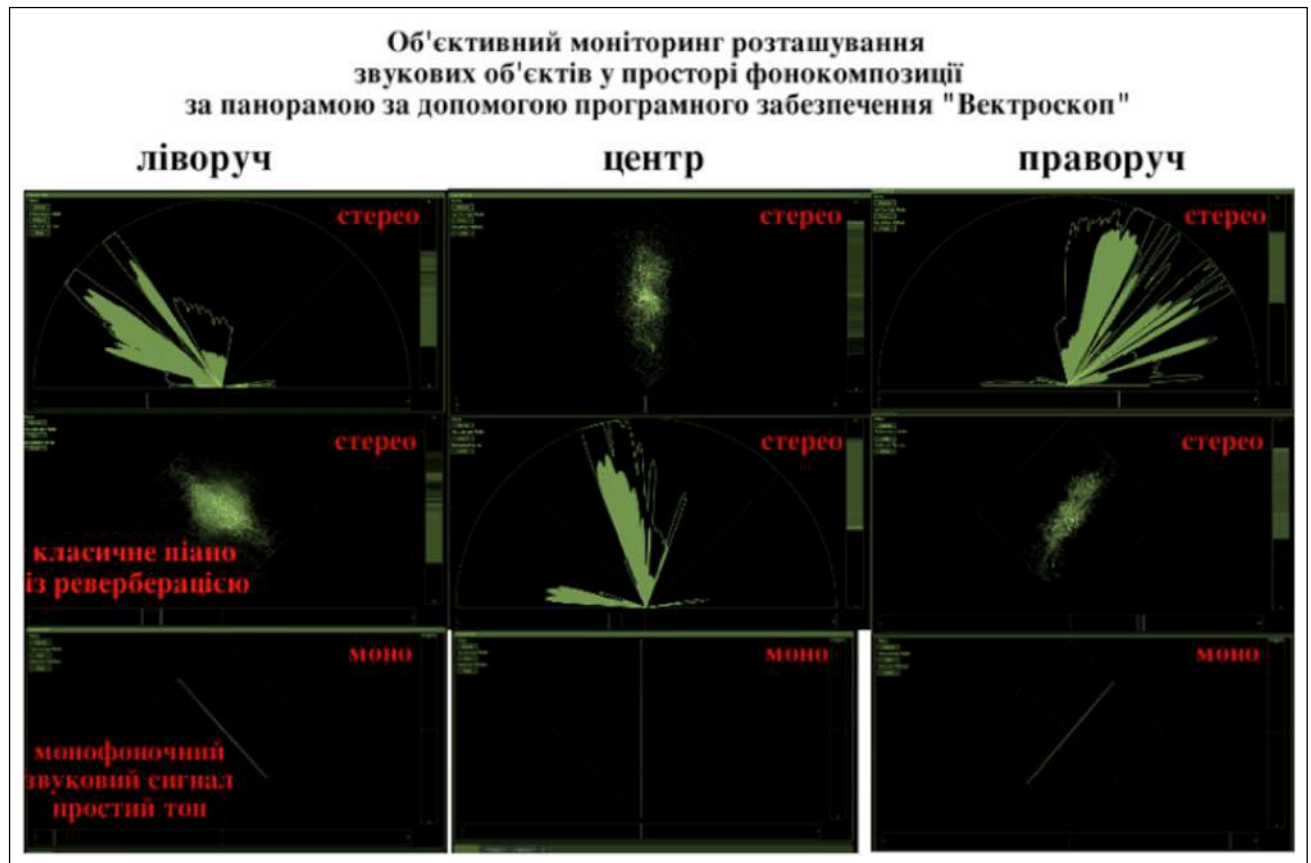 Об'єктивний моніторинг розташування
звукових об'єктів у просторі фонокомпозиції
за панорамою за допомогою програмного забезпечення "Вектроскоп"
ліворуч центр праворуч
стерео стерео стерео
стерео стерео стерео
класичне піано
із реверберацією
моно моно моно
монофоночний
звуковий сигнал
простий тон